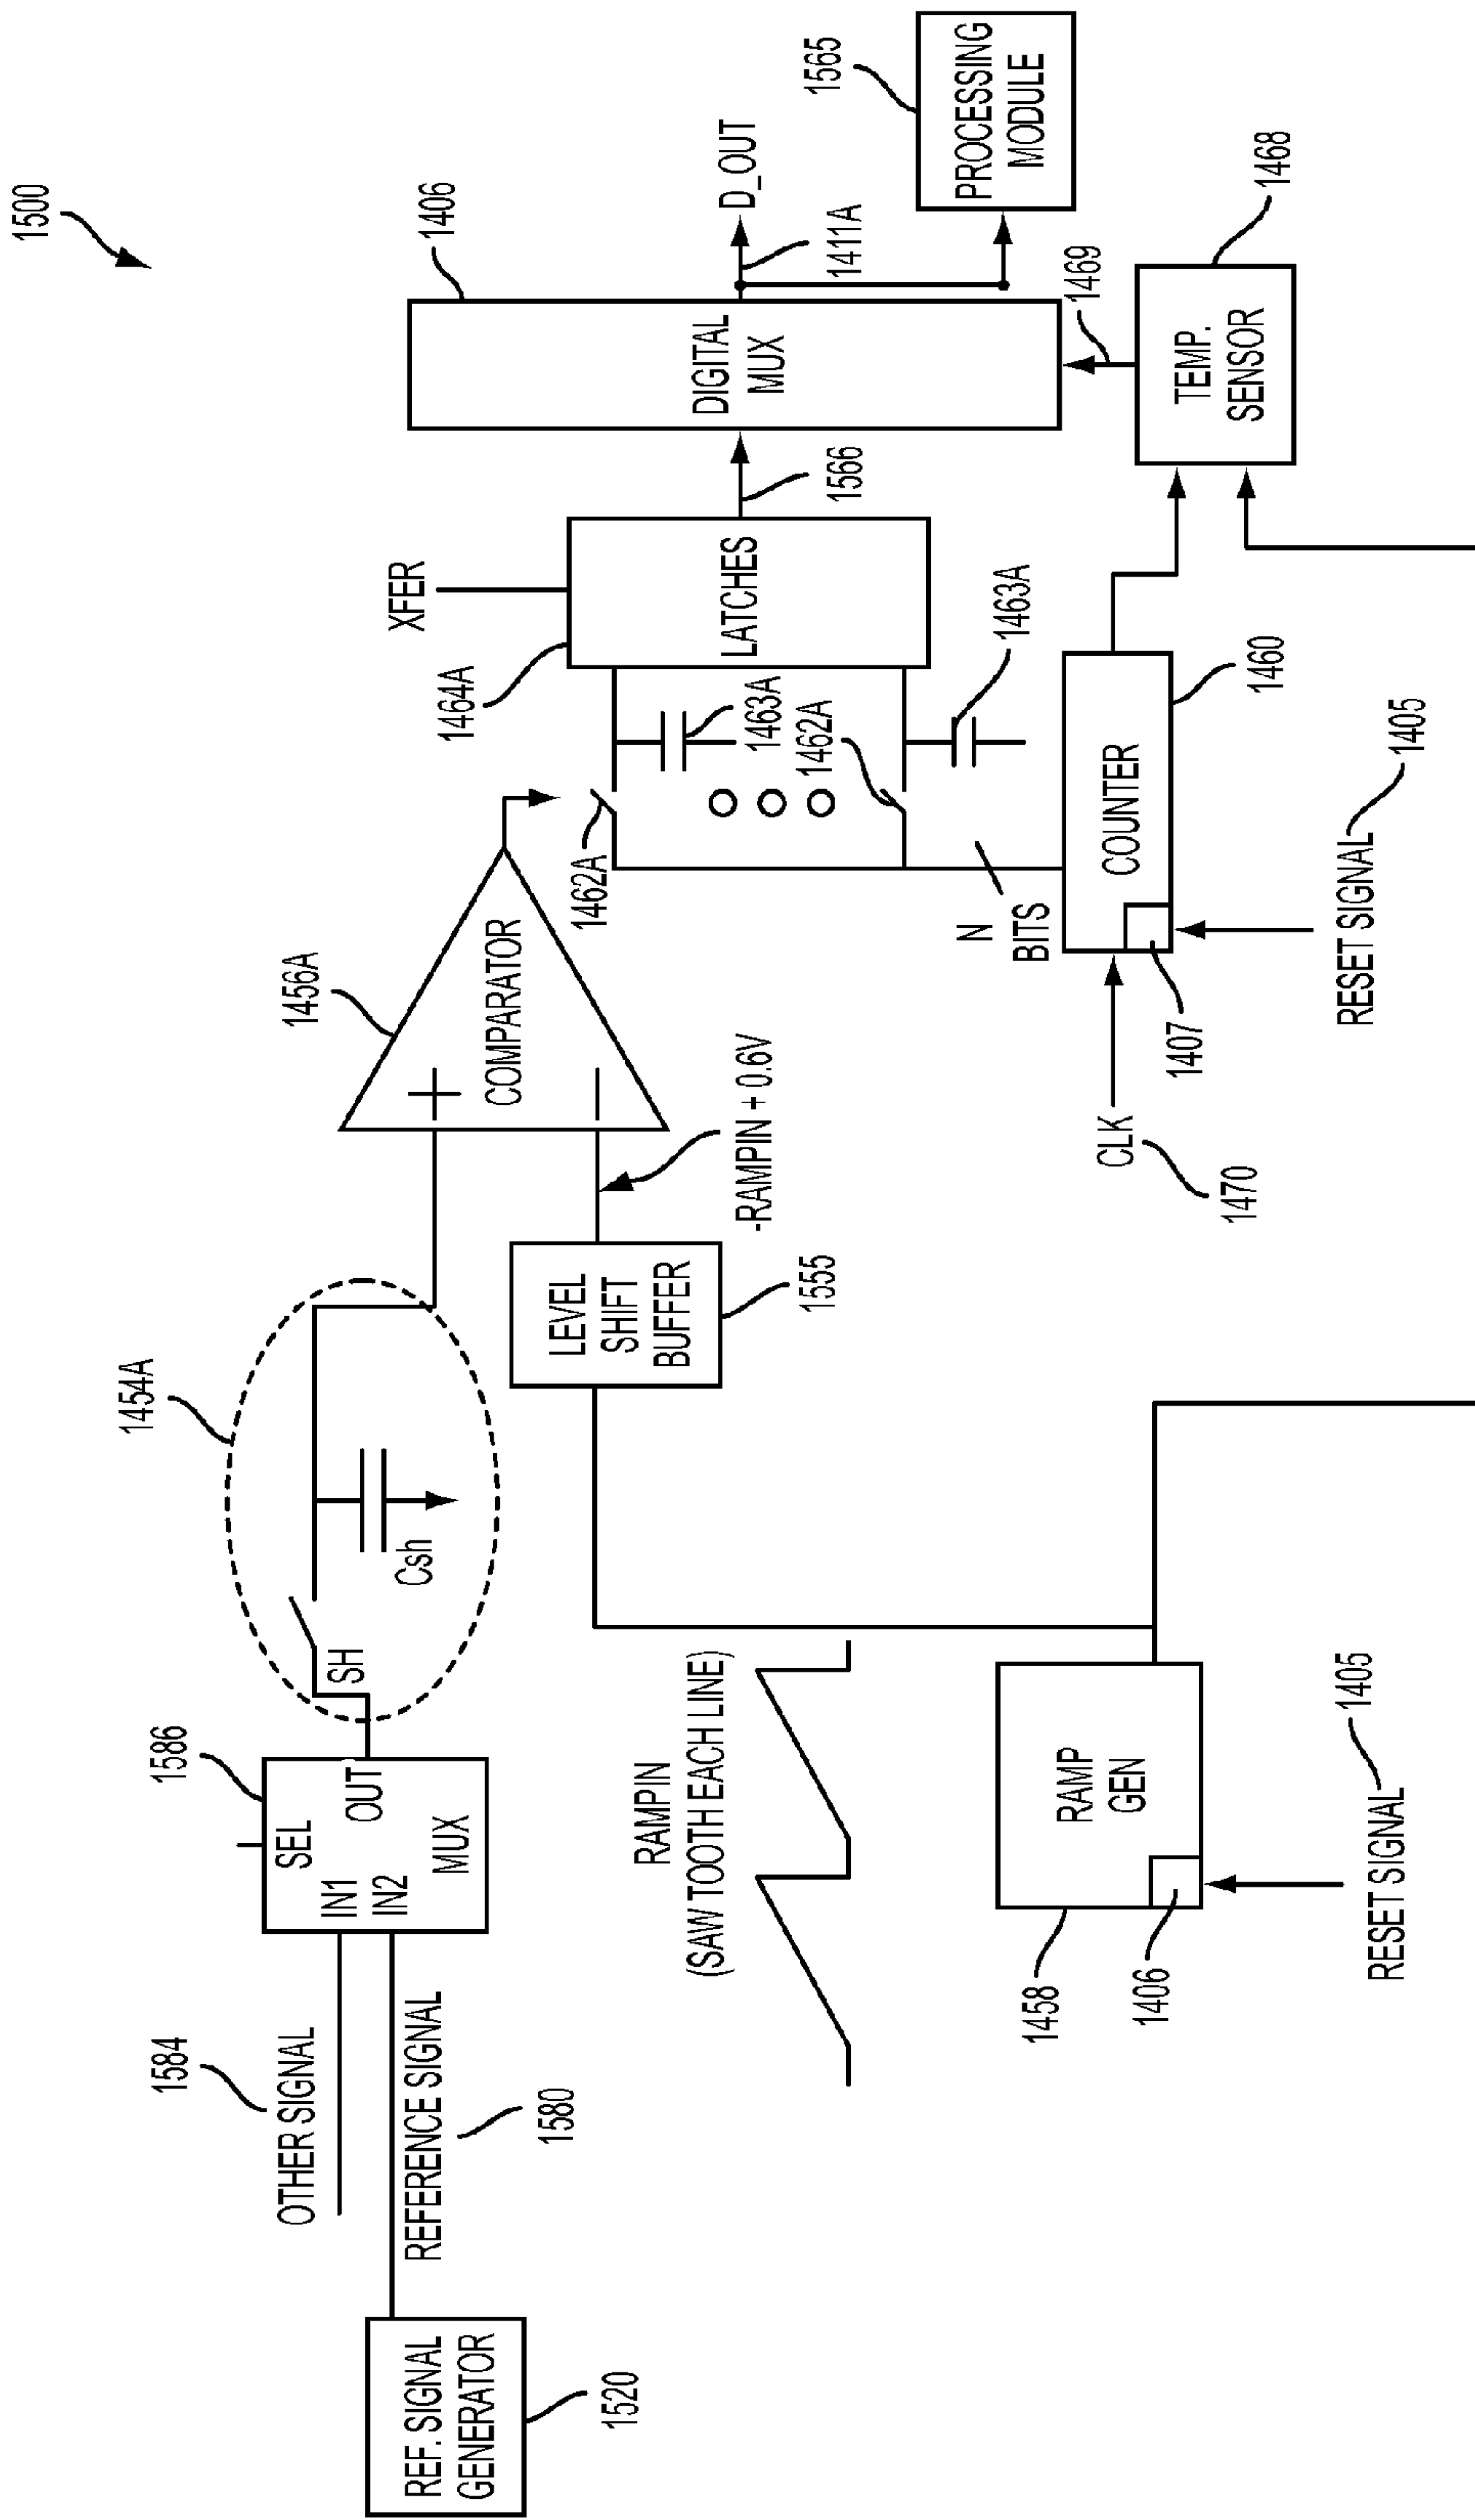 1500
1454A
1586
1584
OTHER SIGNAL
SEL
IN1
IN2
OUT
MUX
SH
Csh
REF. SIGNAL
GENERATOR
1520
REFERENCE SIGNAL
1580
1456A
COMPARATOR
+
−
LEVEL
SHIFT
BUFFER
1555
-RAMPIN + 0.6V
RAMPIN
(SAW TOOTH EACH LINE)
RAMP
GEN
1458
1406
RESET SIGNAL
1405
XFER
1464A
LATCHES
1462A
1463A
1462A
1463A
N
BITS
COUNTER
1460
CLK
1470
1407
RESET SIGNAL
1405
1566
1406
DIGITAL
MUX
D_OUT
1411A
1565
PROCESSING
MODULE
1469
TEMP.
SENSOR
1468